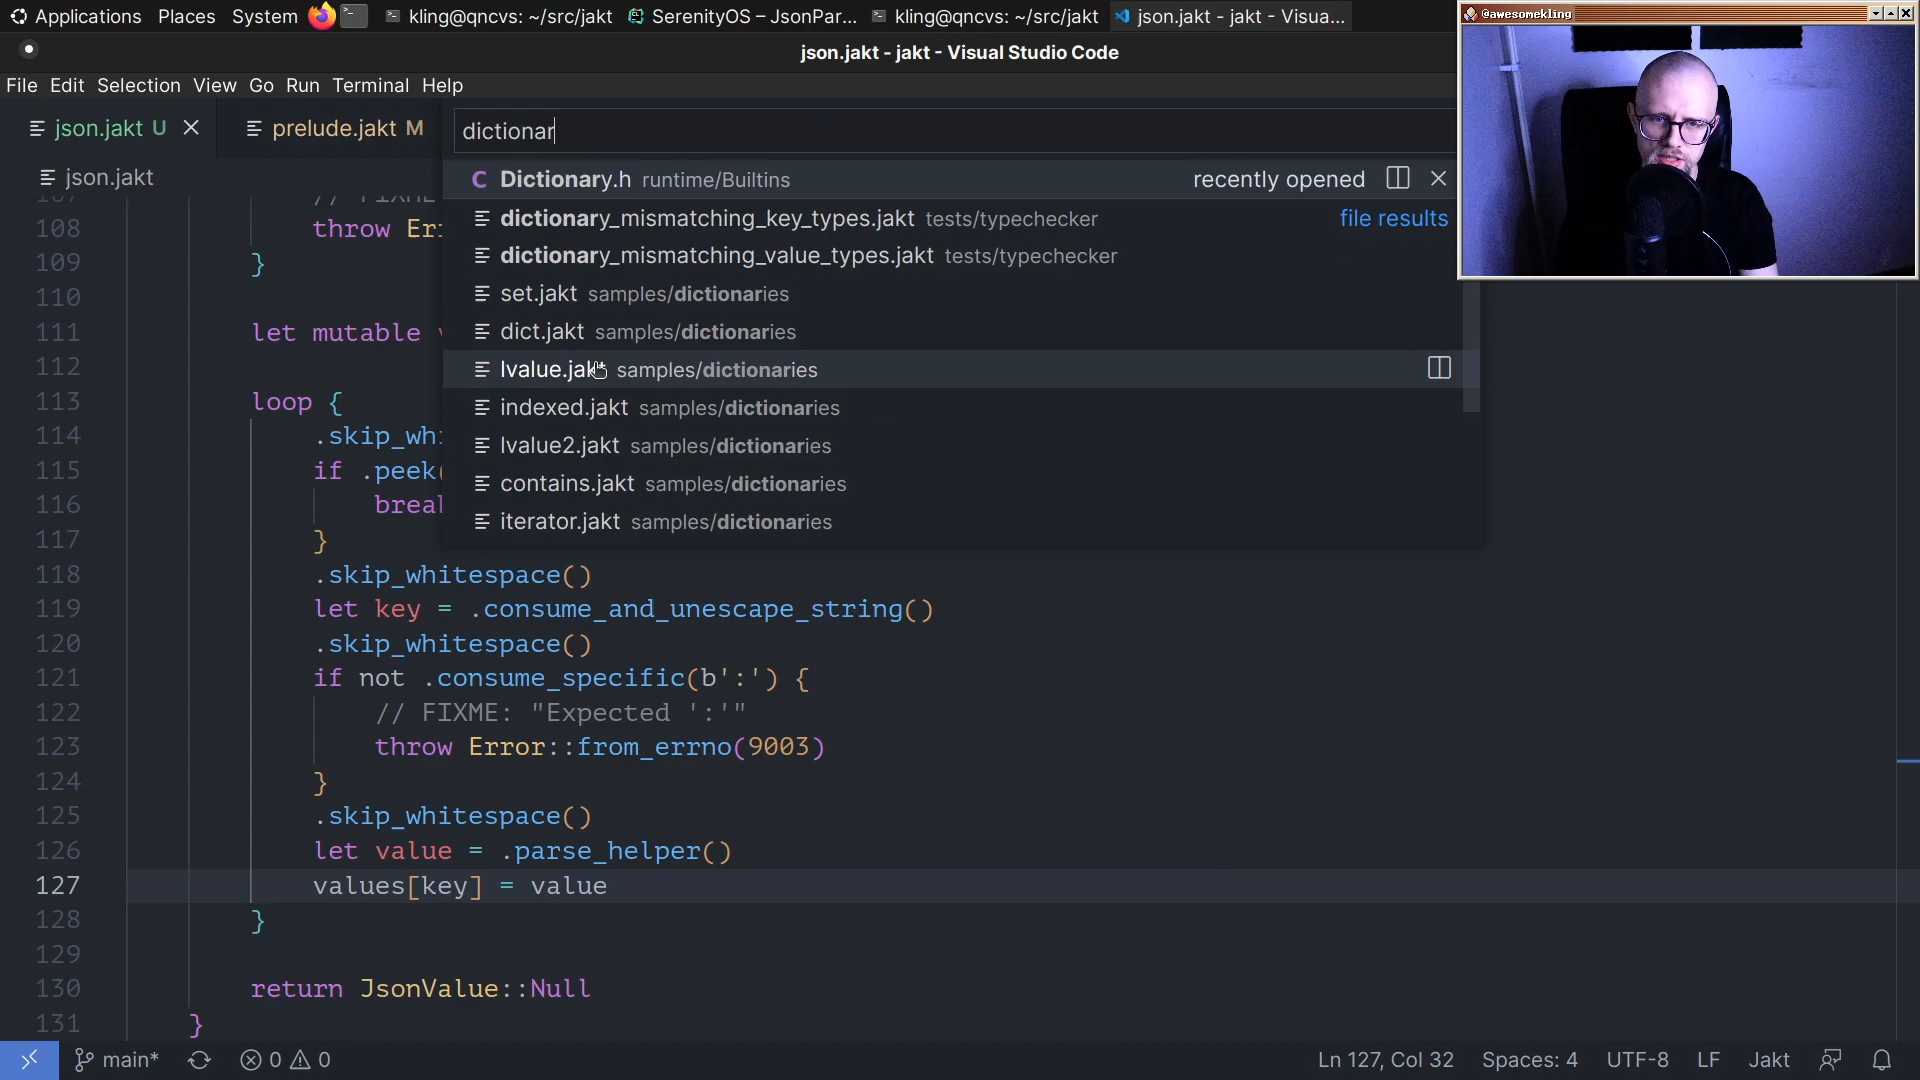 Applications Places System kling@qncvs: ~/src/jakt SerenityOS – JsonPar... kling@qncvs: ~/src/jakt json.jakt - jakt - Visua...
@awesomekling
json.jakt - jakt - Visual Studio Code
File Edit Selection View Go Run Terminal Help
json.jakt U prelude.jakt M
dictionar
json.jakt
Dictionary.h runtime/Builtins recently opened
dictionary_mismatching_key_types.jakt tests/typechecker file results
dictionary_mismatching_value_types.jakt tests/typechecker
set.jakt samples/dictionaries
dict.jakt samples/dictionaries
lvalue.jakt samples/dictionaries
indexed.jakt samples/dictionaries
lvalue2.jakt samples/dictionaries
contains.jakt samples/dictionaries
iterator.jakt samples/dictionaries
108 throw Er
109 }
110
111 let mutable
112
113 loop {
114 .skip_whi
115 if .peek(
116 brea
117 }
118 .skip_whitespace()
119 let key = .consume_and_unescape_string()
120 .skip_whitespace()
121 if not .consume_specific(b':') {
122 // FIXME: "Expected ':'"
123 throw Error::from_errno(9003)
124 }
125 .skip_whitespace()
126 let value = .parse_helper()
127 values[key] = value
128 }
129
130 return JsonValue::Null
131 }
main* 0 0 Ln 127, Col 32 Spaces: 4 UTF-8 LF Jakt